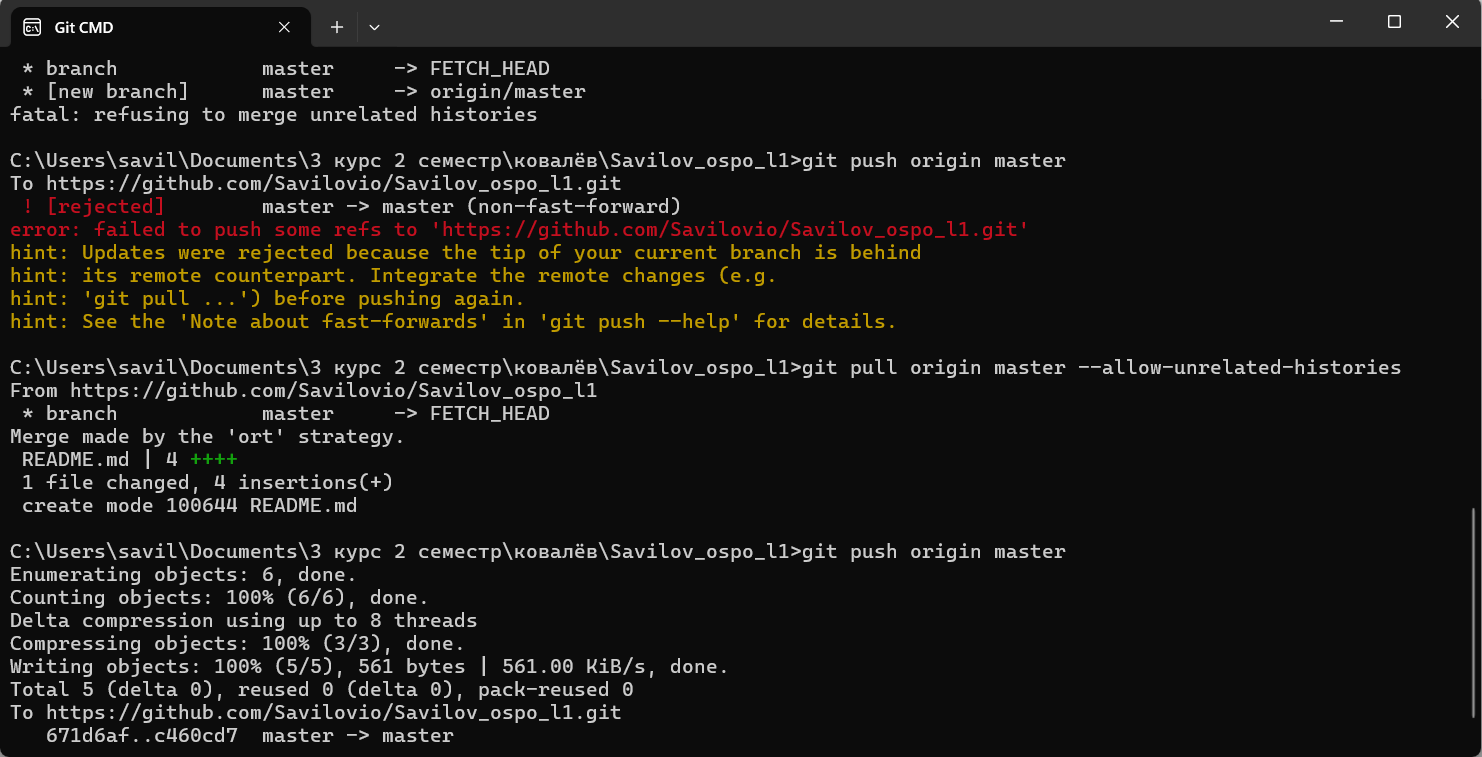 Git CMD
 * branch            master     -> FETCH_HEAD
 * [new branch]      master     -> origin/master
fatal: refusing to merge unrelated histories
C:\Users\savil\Documents\3 курс 2 семестр\ковалёв\Savilov_ospo_l1>git push origin master
To https://github.com/Savilovio/Savilov_ospo_l1.git
 ! [rejected]        master -> master (non-fast-forward)
error: failed to push some refs to 'https://github.com/Savilovio/Savilov_ospo_l1.git'
hint: Updates were rejected because the tip of your current branch is behind
hint: its remote counterpart. Integrate the remote changes (e.g.
hint: 'git pull ...') before pushing again.
hint: See the 'Note about fast-forwards' in 'git push --help' for details.
C:\Users\savil\Documents\3 курс 2 семестр\ковалёв\Savilov_ospo_l1>git pull origin master --allow-unrelated-histories
From https://github.com/Savilovio/Savilov_ospo_l1
 * branch            master     -> FETCH_HEAD
Merge made by the 'ort' strategy.
 README.md | 4 ++++
 1 file changed, 4 insertions(+)
 create mode 100644 README.md
C:\Users\savil\Documents\3 курс 2 семестр\ковалёв\Savilov_ospo_l1>git push origin master
Enumerating objects: 6, done.
Counting objects: 100% (6/6), done.
Delta compression using up to 8 threads
Compressing objects: 100% (3/3), done.
Writing objects: 100% (5/5), 561 bytes | 561.00 KiB/s, done.
Total 5 (delta 0), reused 0 (delta 0), pack-reused 0
To https://github.com/Savilovio/Savilov_ospo_l1.git
   671d6af..c460cd7  master -> master